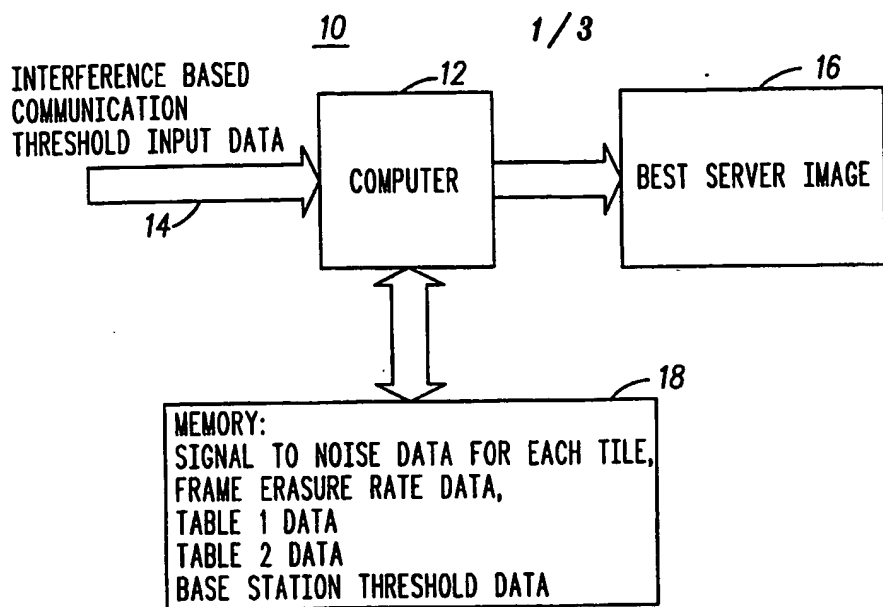 10
1/3
INTERFERENCE BASED
COMMUNICATION
THRESHOLD INPUT DATA
12
16
COMPUTER
BEST SERVER IMAGE
14
18
MEMORY:
SIGNAL TO NOISE DATA FOR EACH TILE,
FRAME ERASURE RATE DATA,
TABLE 1 DATA
TABLE 2 DATA
BASE STATION THRESHOLD DATA